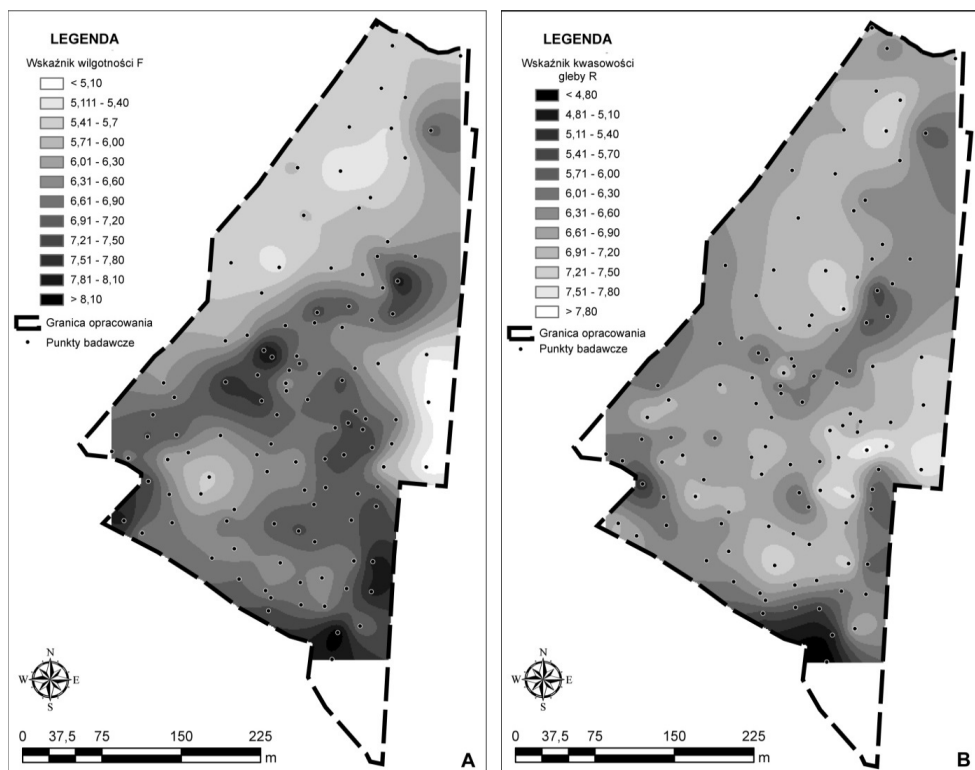 LEGENDA
Wskaźnik wilgotności F
< 5,10
5,111 - 5,40
5,41 - 5,7
5,71 - 6,00
6,01 - 6,30
6,31 - 6,60
6,61 - 6,90
6,91 - 7,20
7,21 - 7,50
7,51 - 7,80
7,81 - 8,10
> 8,10
Granica opracowania
Punkty badawcze
N
W E
S
0 37,5 75 150 225
m
A
LEGENDA
Wskaźnik kwasowości
gleby R
< 4,80
4,81 - 5,10
5,11 - 5,40
5,41 - 5,70
5,71 - 6,00
6,01 - 6,30
6,31 - 6,60
6,61 - 6,90
6,91 - 7,20
7,21 - 7,50
7,51 - 7,80
> 7,80
Granica opracowania
Punkty badawcze
N
W E
S
0 37,5 75 150 225
m
B